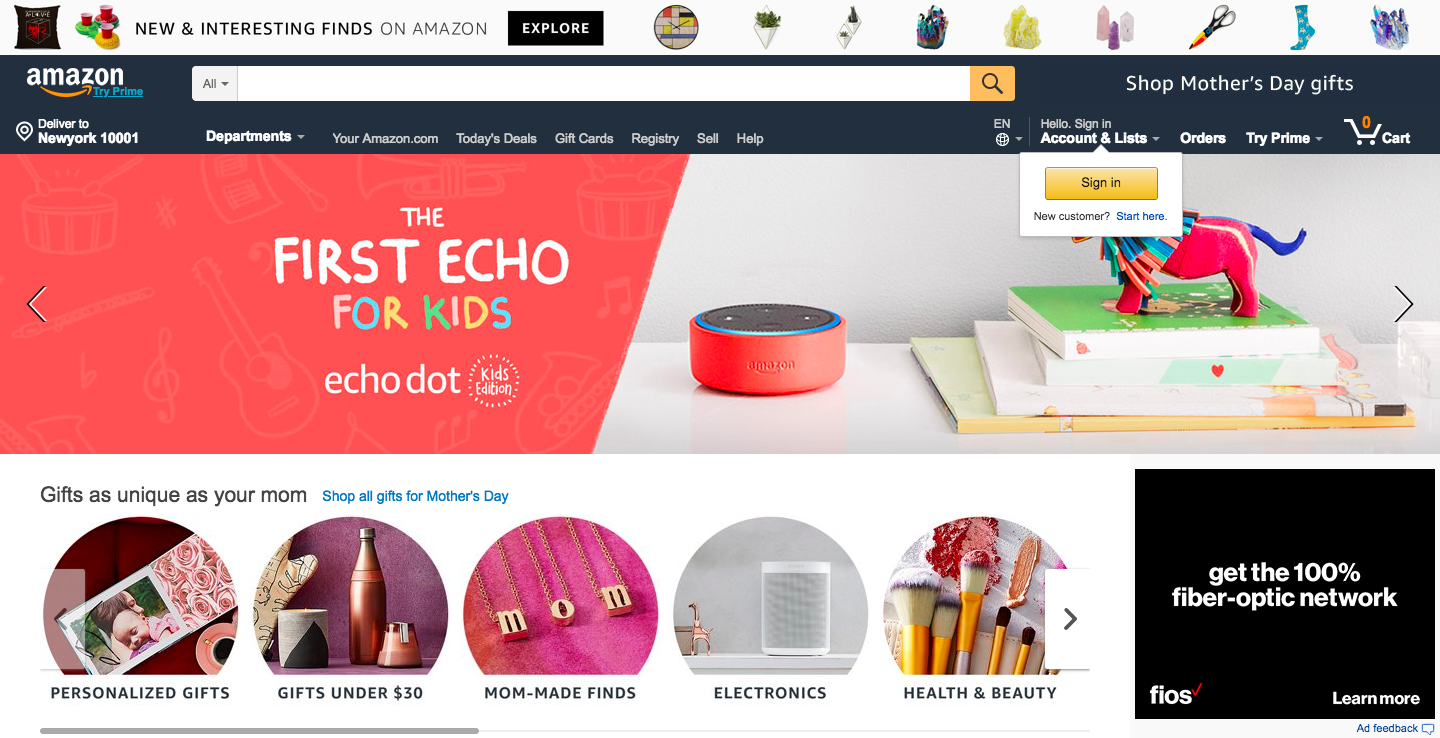 NEW & INTERESTING FINDS ON AMAZON EXPLORE
amazon
Try Prime
All
Shop Mother's Day gifts
Deliver to
Newyork 10001
Departments
Your Amazon.com Today's Deals Gift Cards Registry Sell Help
EN
Hello. Sign in
Account & Lists
Orders
Try Prime
0
Cart
Sign in
New customer? Start here.
THE
FIRST ECHO
FOR KIDS
echo dot Kids Edition
amazon
Gifts as unique as your mom Shop all gifts for Mother's Day
m o m
PERSONALIZED GIFTS GIFTS UNDER $30 MOM-MADE FINDS ELECTRONICS HEALTH & BEAUTY
get the 100%
fiber-optic network
fios Learn more
Ad feedback